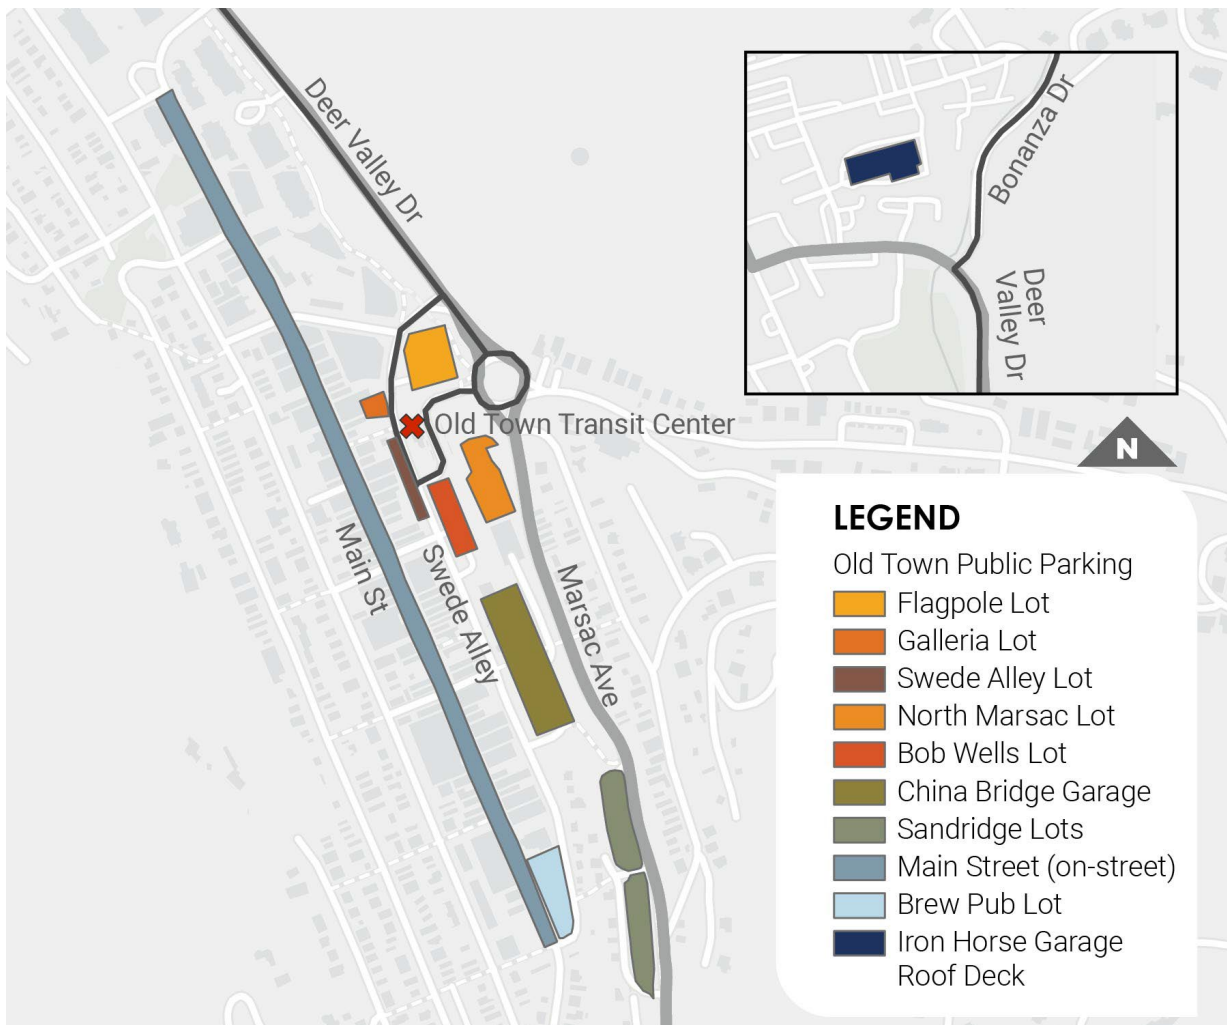 Deer Valley Dr
Bonanza Dr
Deer
Valley Dr
Old Town Transit Center
N
Main St
Swede Alley
Marsac Ave
LEGEND
Old Town Public Parking
Flagpole Lot
Galleria Lot
Swede Alley Lot
North Marsac Lot
Bob Wells Lot
China Bridge Garage
Sandridge Lots
Main Street (on-street)
Brew Pub Lot
Iron Horse Garage
Roof Deck